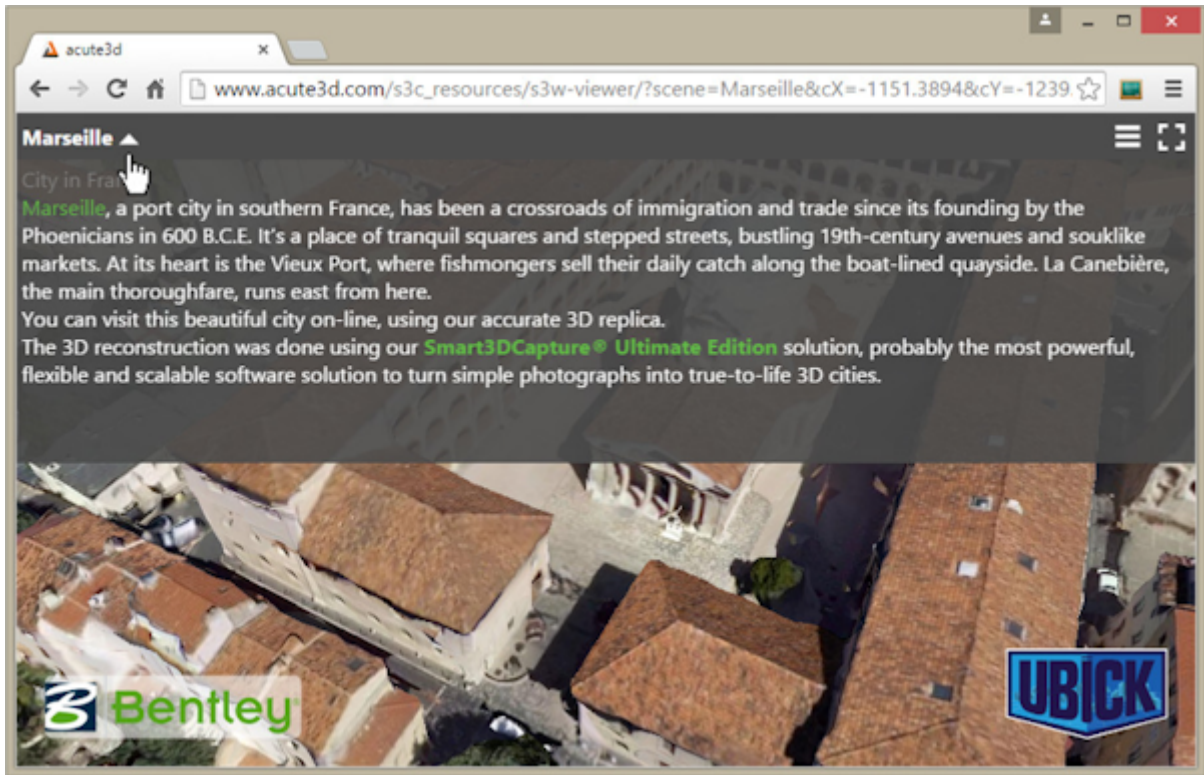 acute3d
www.acute3d.com/s3c_resources/s3w-viewer/?scene=Marseille&cX=-1151.3894&cY=-1239.
Marseille
City in Fran
Marseille, a port city in southern France, has been a crossroads of immigration and trade since its founding by the
Phoenicians in 600 B.C.E. It's a place of tranquil squares and stepped streets, bustling 19th-century avenues and souklike
markets. At its heart is the Vieux Port, where fishmongers sell their daily catch along the boat-lined quayside. La Canebière,
the main thoroughfare, runs east from here.
You can visit this beautiful city on-line, using our accurate 3D replica.
The 3D reconstruction was done using our Smart3DCapture® Ultimate Edition solution, probably the most powerful,
flexible and scalable software solution to turn simple photographs into true-to-life 3D cities.
Bentley
UBICK